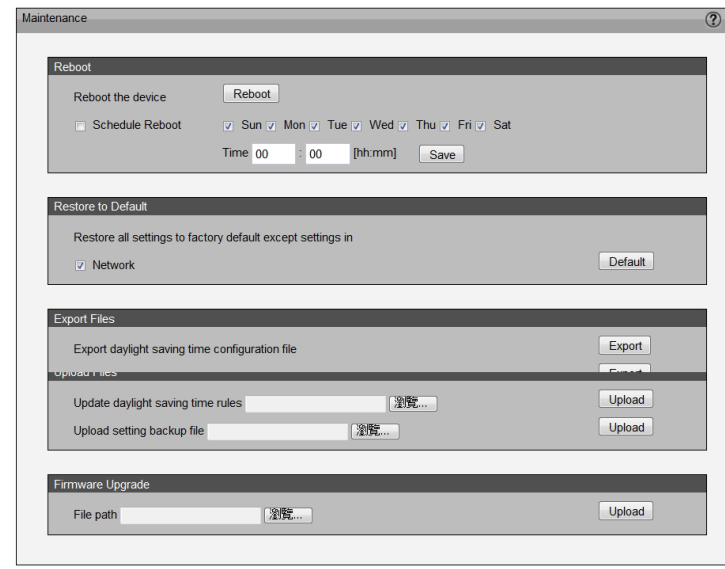 Maintenance ?
Reboot
Reboot the device Reboot
Schedule Reboot Sun Mon Tue Wed Thu Fri Sat
Time 00 : 00 [hh:mm] Save
Restore to Default
Restore all settings to factory default except settings in
Network Default
Export Files
Export daylight saving time configuration file Export
Export
Upload Files
Update daylight saving time rules 瀏覽... Upload
Upload setting backup file 瀏覽... Upload
Firmware Upgrade
File path 瀏覽... Upload